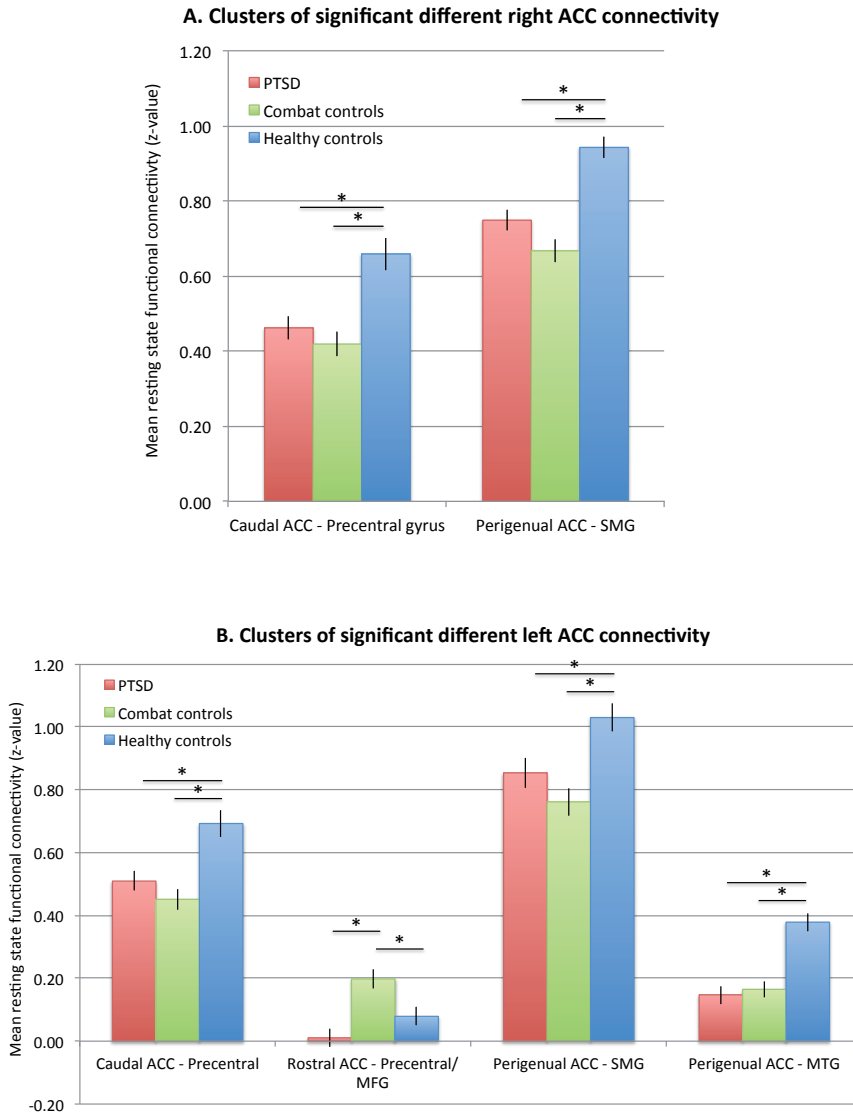 A. Clusters of significant different right ACC connectivity
Mean resting state functional connectiivty (z-value)
1.20
1.00
0.80
0.60
0.40
0.20
0.00
PTSD
Combat controls
Healthy controls
*
*
*
*
Caudal ACC - Precentral gyrus
Perigenual ACC - SMG
B. Clusters of significant different left ACC connectivity
Mean resting state functional connectivity (z-value)
1.20
1.00
0.80
0.60
0.40
0.20
0.00
-0.20
PTSD
Combat controls
Healthy controls
*
*
*
*
*
*
*
*
Caudal ACC - Precentral
Rostral ACC - Precentral/
MFG
Perigenual ACC - SMG
Perigenual ACC - MTG